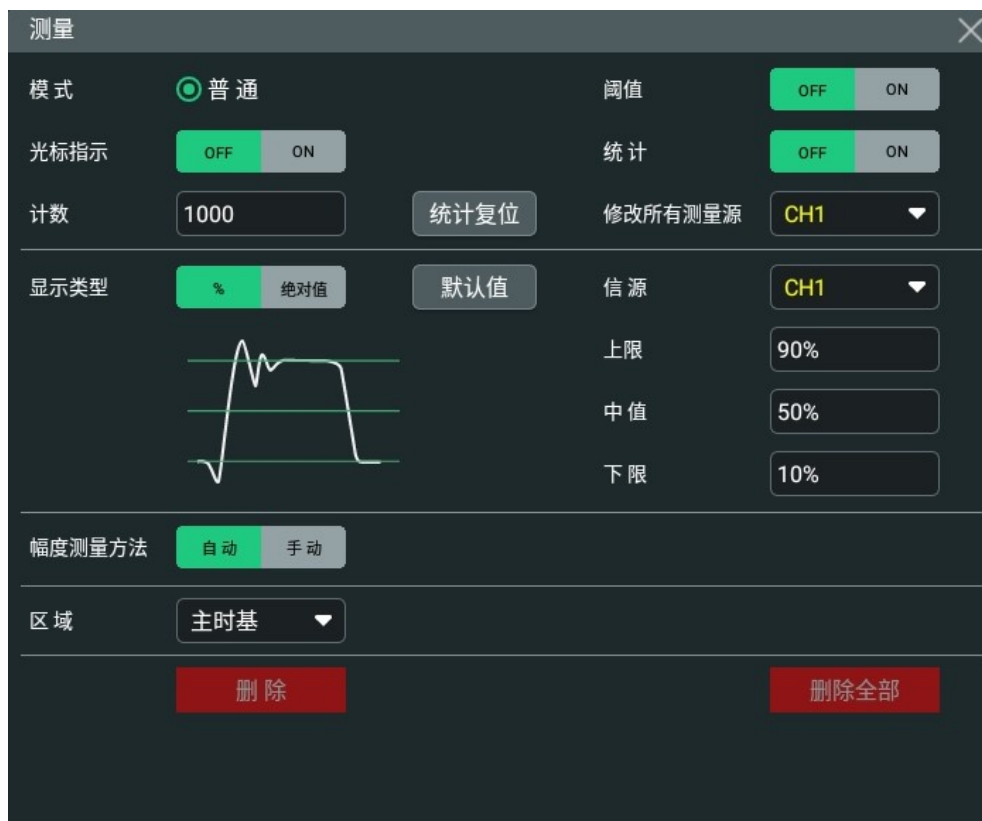 测量
模式 普通 阈值 OFF ON
光标指示 OFF ON 统计 OFF ON
计数 1000 统计复位 修改所有测量源 CH1
显示类型 % 绝对值 默认值 信源 CH1
上限 90%
中值 50%
下限 10%
幅度测量方法 自动 手动
区域 主时基
删除 删除全部